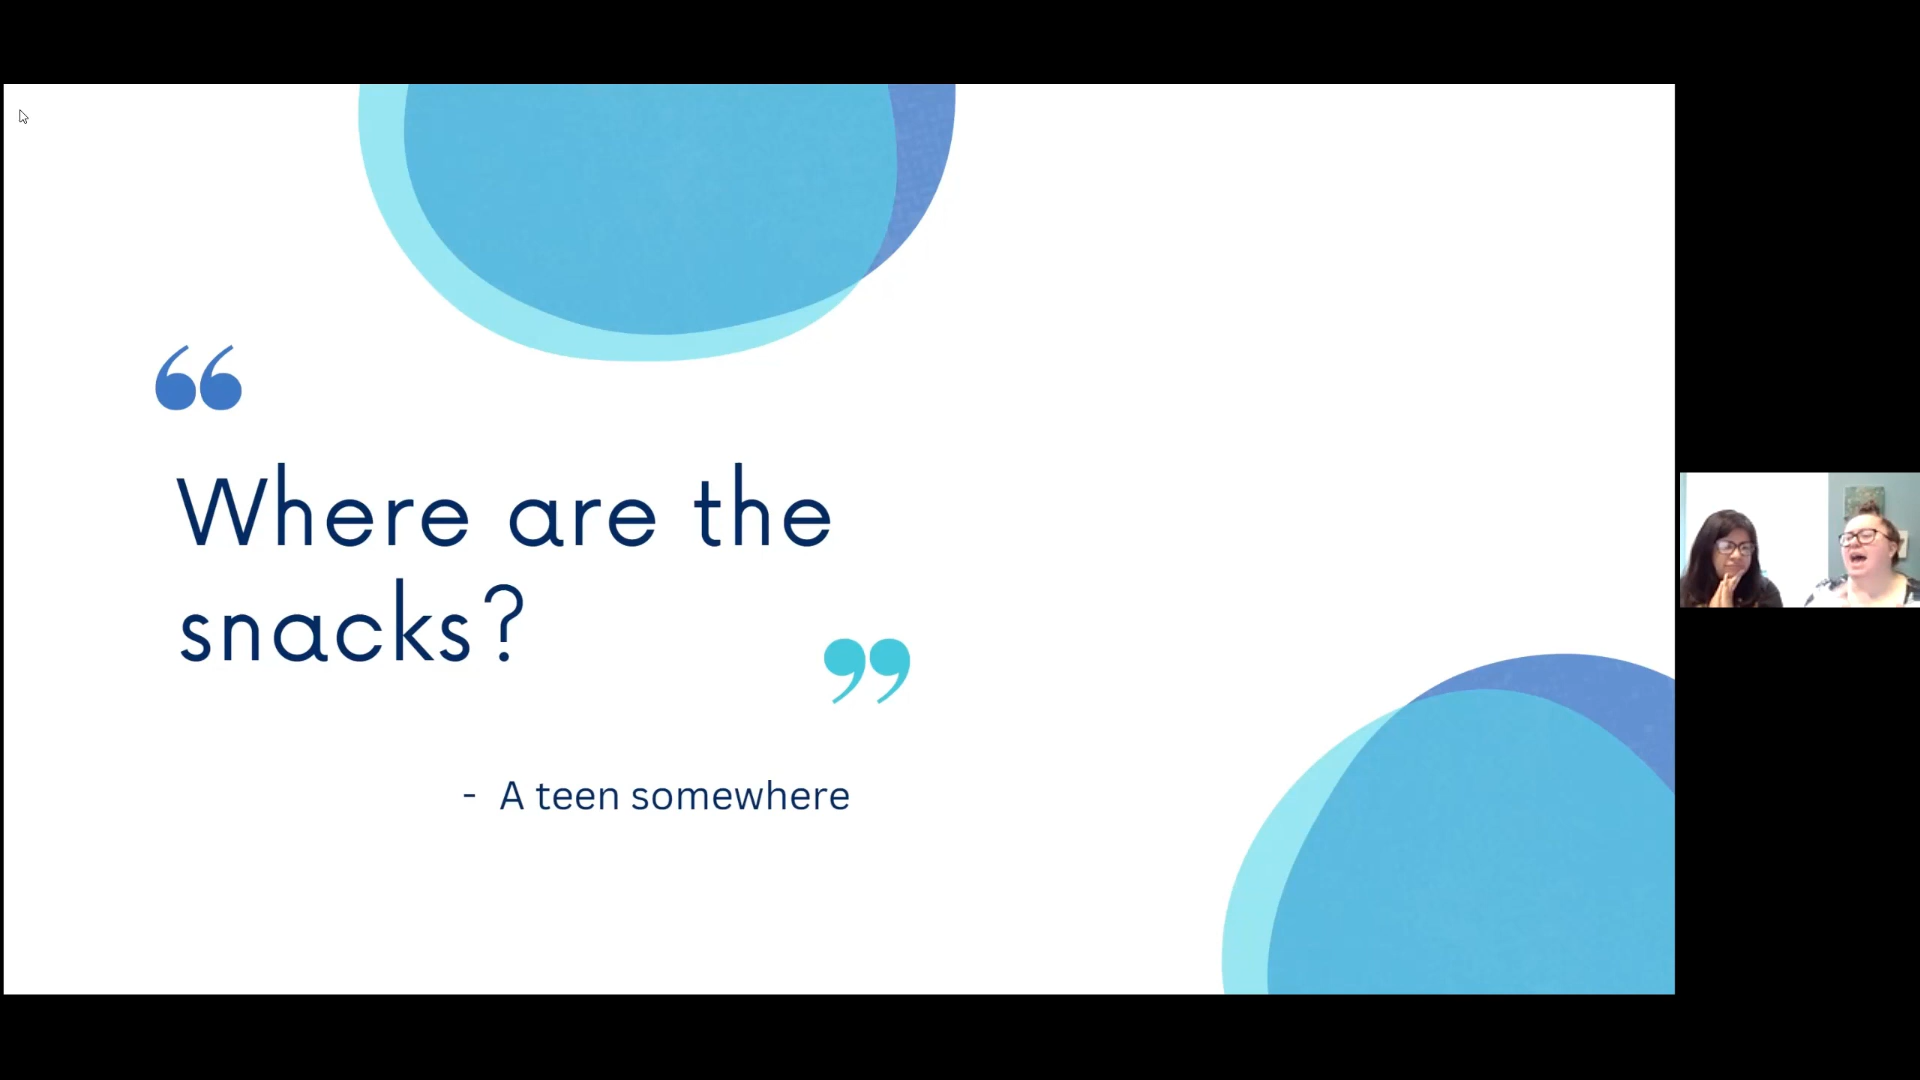 “
Where are the
snacks?
”
- A teen somewhere